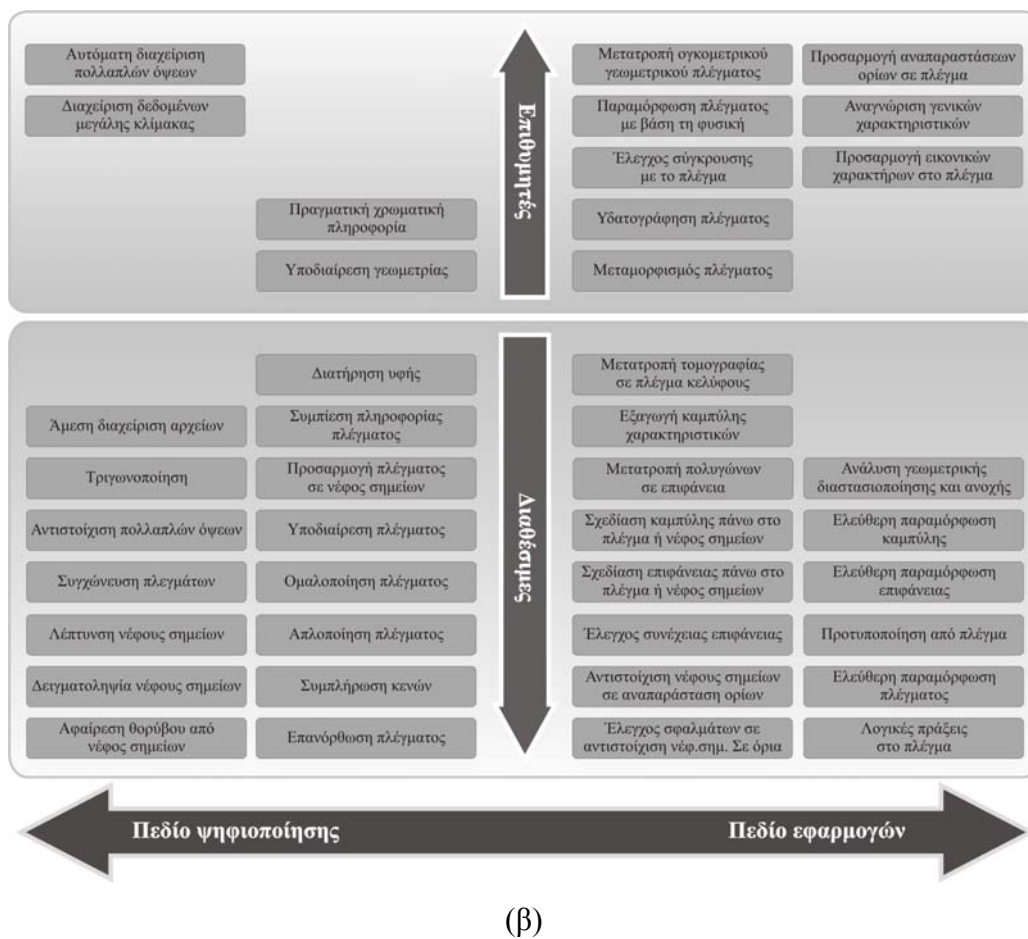 Αυτόματη διαχείριση
πολλαπλών όψεων
Διαχείριση δεδομένων
μεγάλης κλίμακας
Πραγματική χρωματική
πληροφορία
Υποδιαίρεση γεωμετρίας
Επιθυμητές
Μετατροπή ογκομετρικού
γεωμετρικού πλέγματος
Παραμόρφωση πλέγματος
με βάση τη φυσική
Έλεγχος σύγκρουσης
με το πλέγμα
Υδατογράφηση πλέγματος
Μεταμορφισμός πλέγματος
Προσαρμογή αναπαραστάσεων
ορίων σε πλέγμα
Αναγνώριση γενικών
χαρακτηριστικών
Προσαρμογή εικονικών
χαρακτήρων στο πλέγμα
Άμεση διαχείριση αρχείων
Τριγωνοποίηση
Αντιστοίχιση πολλαπλών όψεων
Συγχώνευση πλεγμάτων
Λέπτυνση νέφους σημείων
Δειγματοληψία νέφους σημείων
Αφαίρεση θορύβου από
νέφος σημείων
Διατήρηση υφής
Συμπίεση πληροφορίας
πλέγματος
Προσαρμογή πλέγματος
σε νέφος σημείων
Υποδιαίρεση πλέγματος
Ομαλοποίηση πλέγματος
Απλοποίηση πλέγματος
Συμπλήρωση κενών
Επανόρθωση πλέγματος
Διαθέσιμες
Μετατροπή τομογραφίας
σε πλέγμα κελύφους
Εξαγωγή καμπύλης
χαρακτηριστικών
Μετατροπή πολυγώνων
σε επιφάνεια
Σχεδίαση καμπύλης πάνω στο
πλέγμα ή νέφος σημείων
Σχεδίαση επιφάνειας πάνω στο
πλέγμα ή νέφος σημείων
Έλεγχος συνέχειας επιφάνειας
Αντιστοίχιση νέφους σημείων
σε αναπαράσταση ορίων
Έλεγχος σφαλμάτων σε
αντιστοίχιση νέφ.σημ. Σε όρια
Ανάλυση γεωμετρικής
διαστασιοποίησης και ανοχής
Ελεύθερη παραμόρφωση
καμπύλης
Ελεύθερη παραμόρφωση
επιφάνειας
Προτυποποίηση από πλέγμα
Ελεύθερη παραμόρφωση
πλέγματος
Λογικές πράξεις
στο πλέγμα
Πεδίο ψηφιοποίησης
Πεδίο εφαρμογών
(β)